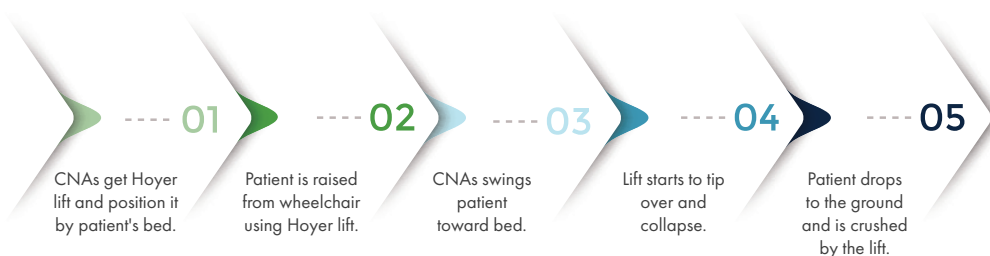 01
02
03
04
05
CNAs get Hoyer
lift and position it
by patient's bed.
Patient is raised
from wheelchair
using Hoyer lift.
CNAs swings
patient
toward bed.
Lift starts to tip
over and
collapse.
Patient drops
to the ground
and is crushed
by the lift.